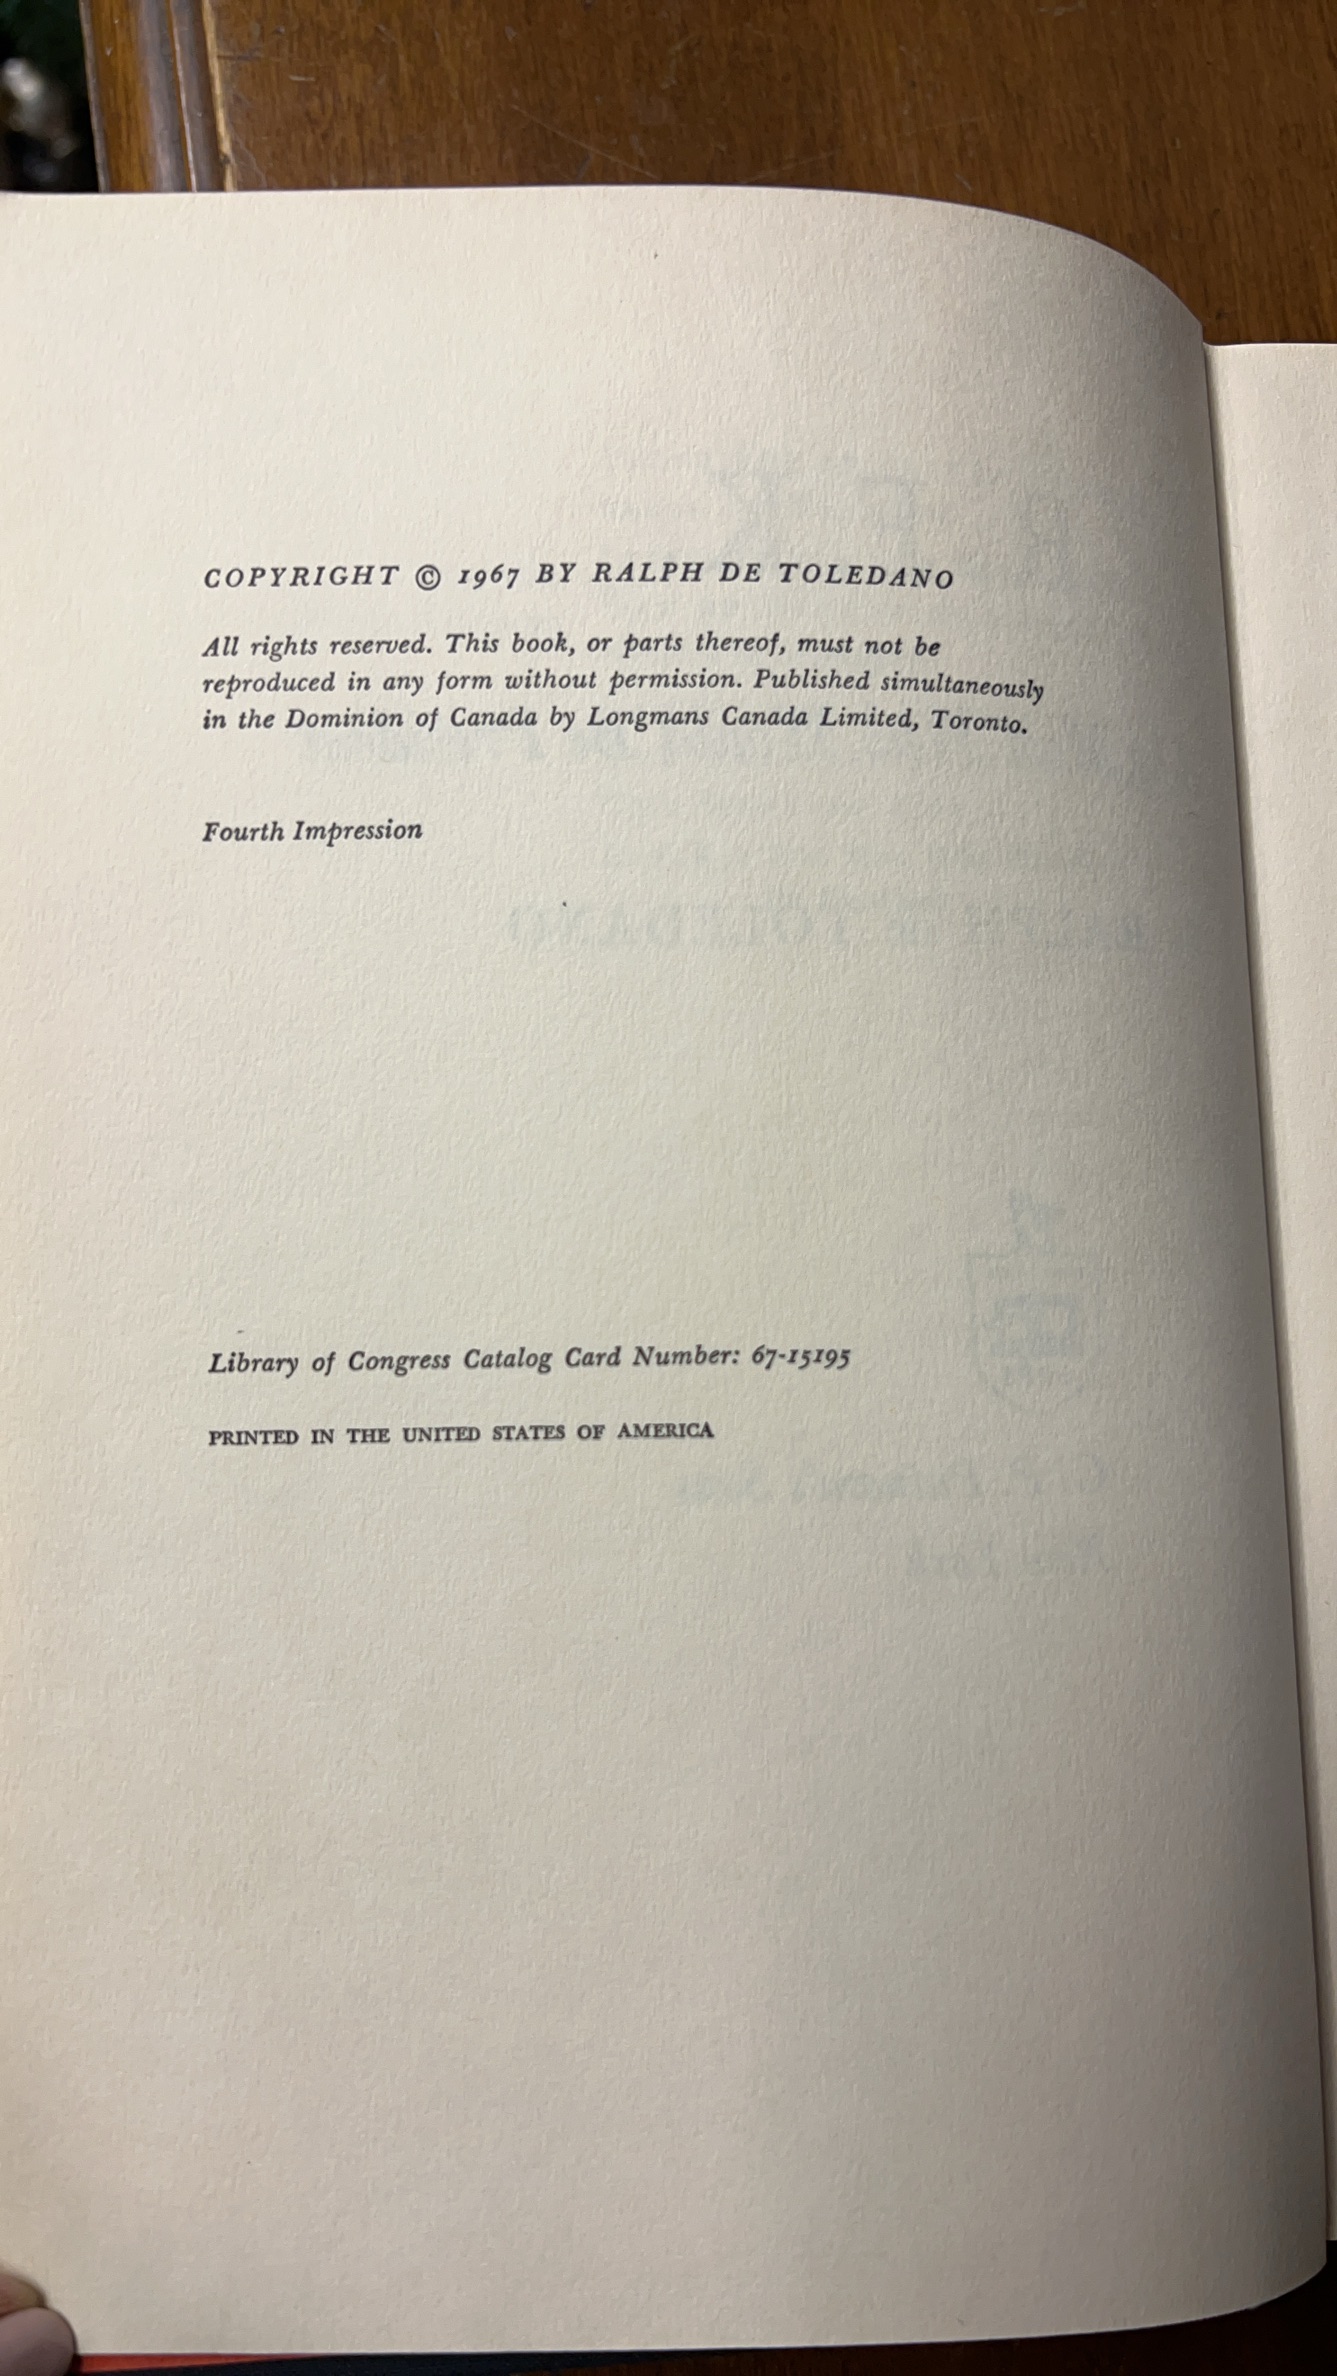 COPYRIGHT © 1967 BY RALPH DE TOLEDANO
All rights reserved. This book, or parts thereof, must not be
reproduced in any form without permission. Published simultaneously
in the Dominion of Canada by Longmans Canada Limited, Toronto.
Fourth Impression
Library of Congress Catalog Card Number: 67-15195
PRINTED IN THE UNITED STATES OF AMERICA